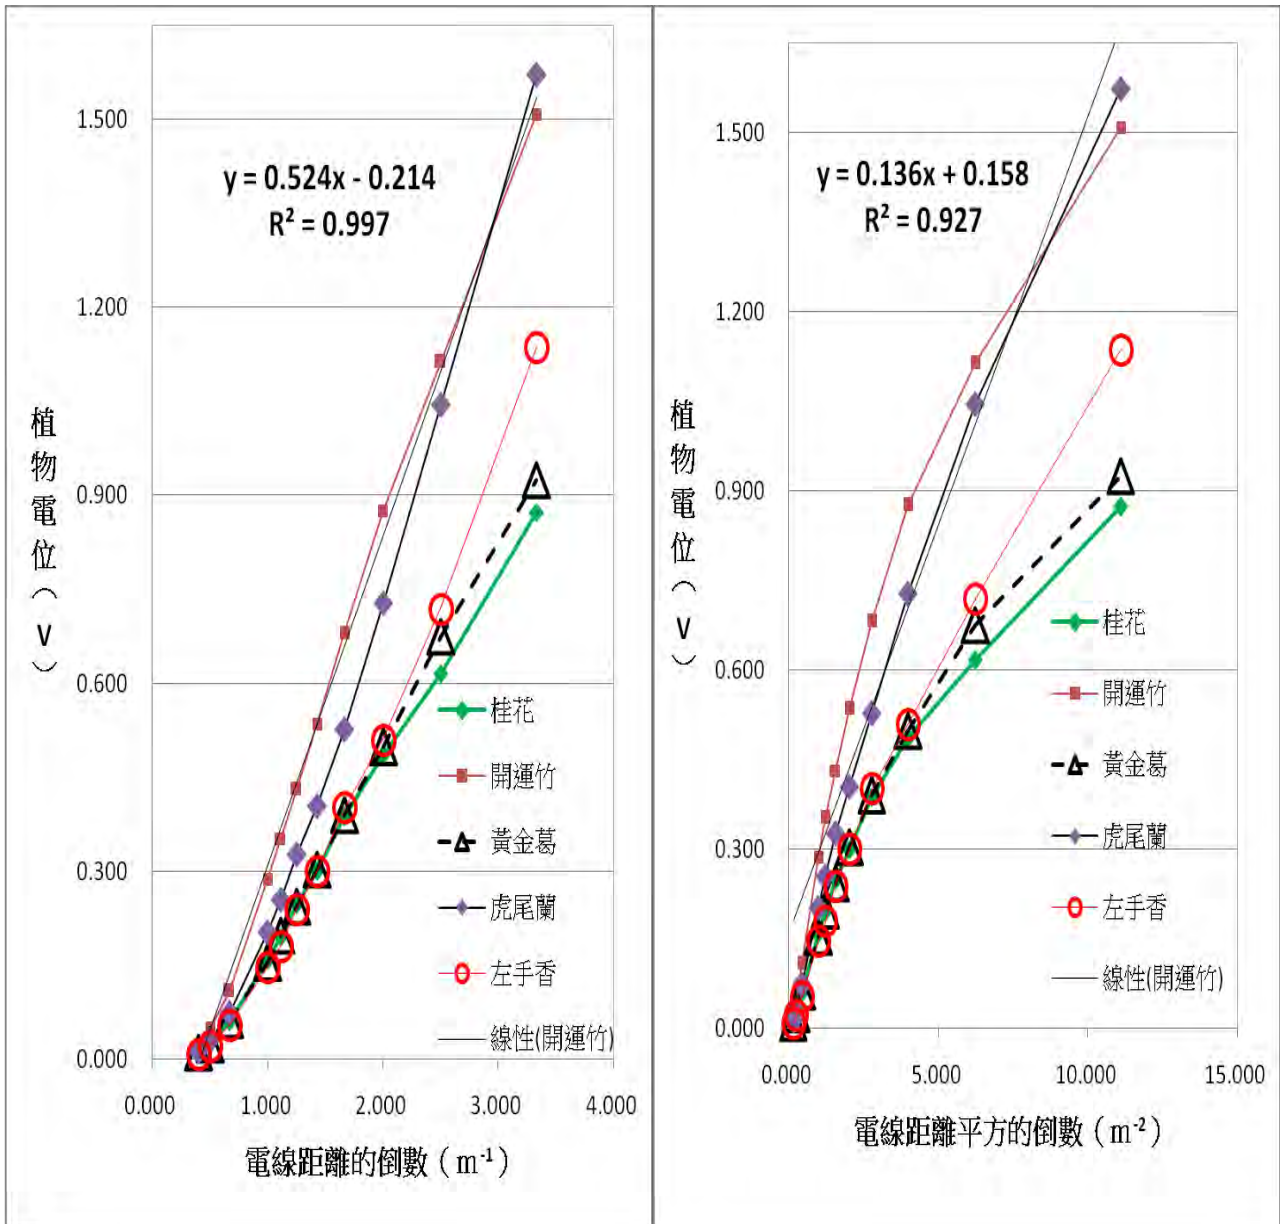 y = 0.524x - 0.214
R² = 0.997
1.500
1.200
0.900
0.600
0.300
0.000
植物電位（V）
桂花
開運竹
黃金葛
虎尾蘭
左手香
線性(開運竹)
0.000 1.000 2.000 3.000 4.000
電線距離的倒數（m⁻¹）
y = 0.136x + 0.158
R² = 0.927
1.500
1.200
0.900
0.600
0.300
0.000
植物電位（V）
桂花
開運竹
黃金葛
虎尾蘭
左手香
線性(開運竹)
0.000 5.000 10.000 15.000
電線距離平方的倒數（m⁻²）